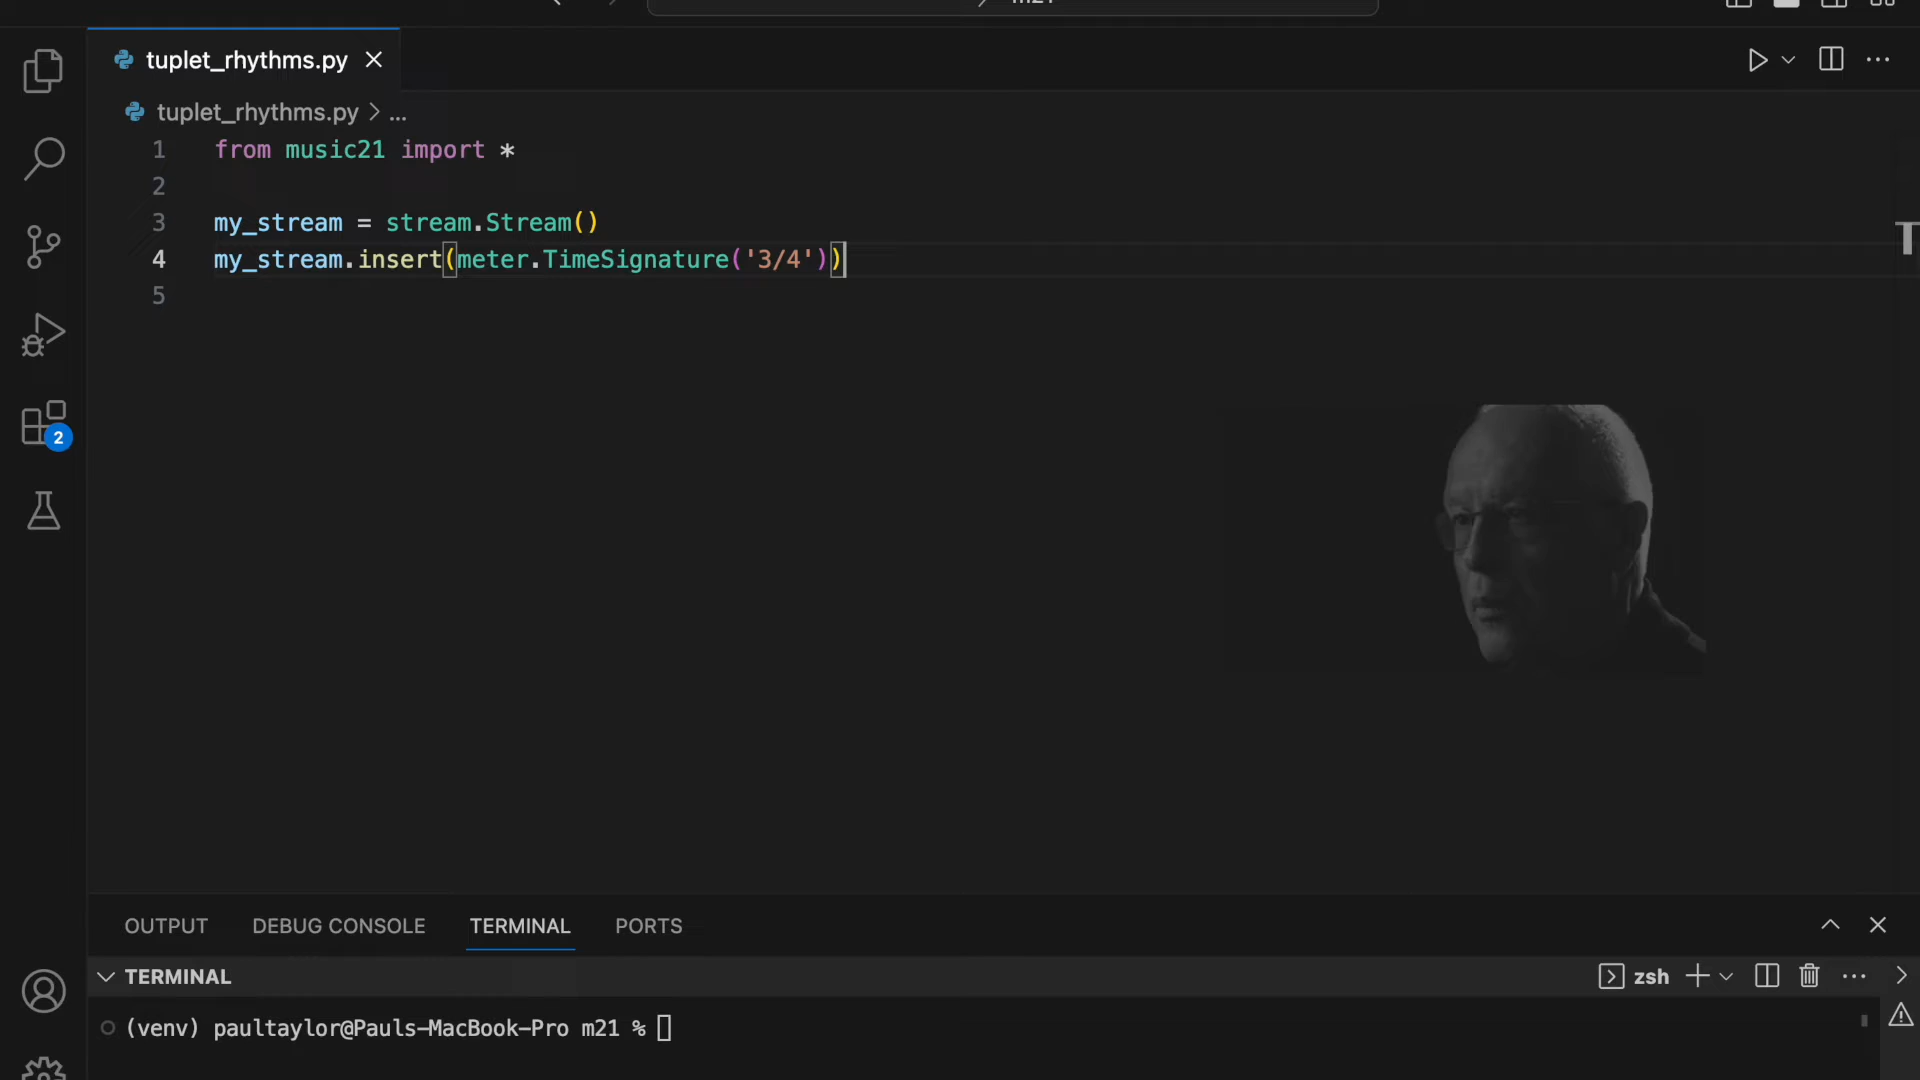 tuplet_rhythms.py
tuplet_rhythms.py > ...
1 from music21 import *
2
3 my_stream = stream.Stream()
4 my_stream.insert(meter.TimeSignature('3/4'))
5
2
OUTPUT DEBUG CONSOLE TERMINAL PORTS
TERMINAL
zsh
(venv) paultaylor@Pauls-MacBook-Pro m21 %